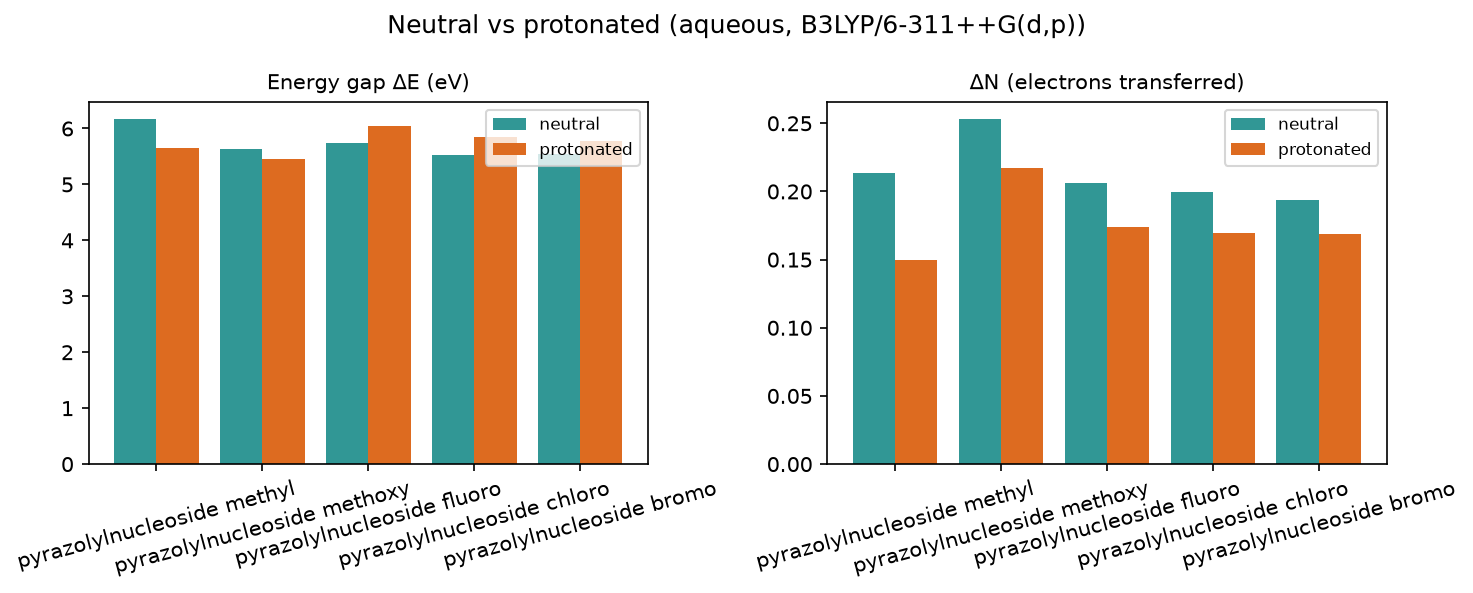 Neutral vs protonated (aqueous, B3LYP/6-311++G(d,p))
Energy gap ΔE (eV)
neutral
protonated
6
5
4
3
2
1
0
pyrazolylnucleoside methyl
pyrazolylnucleoside methoxy
pyrazolylnucleoside fluoro
pyrazolylnucleoside chloro
pyrazolylnucleoside bromo
ΔN (electrons transferred)
neutral
protonated
0.25
0.20
0.15
0.10
0.05
0.00
pyrazolylnucleoside methyl
pyrazolylnucleoside methoxy
pyrazolylnucleoside fluoro
pyrazolylnucleoside chloro
pyrazolylnucleoside bromo